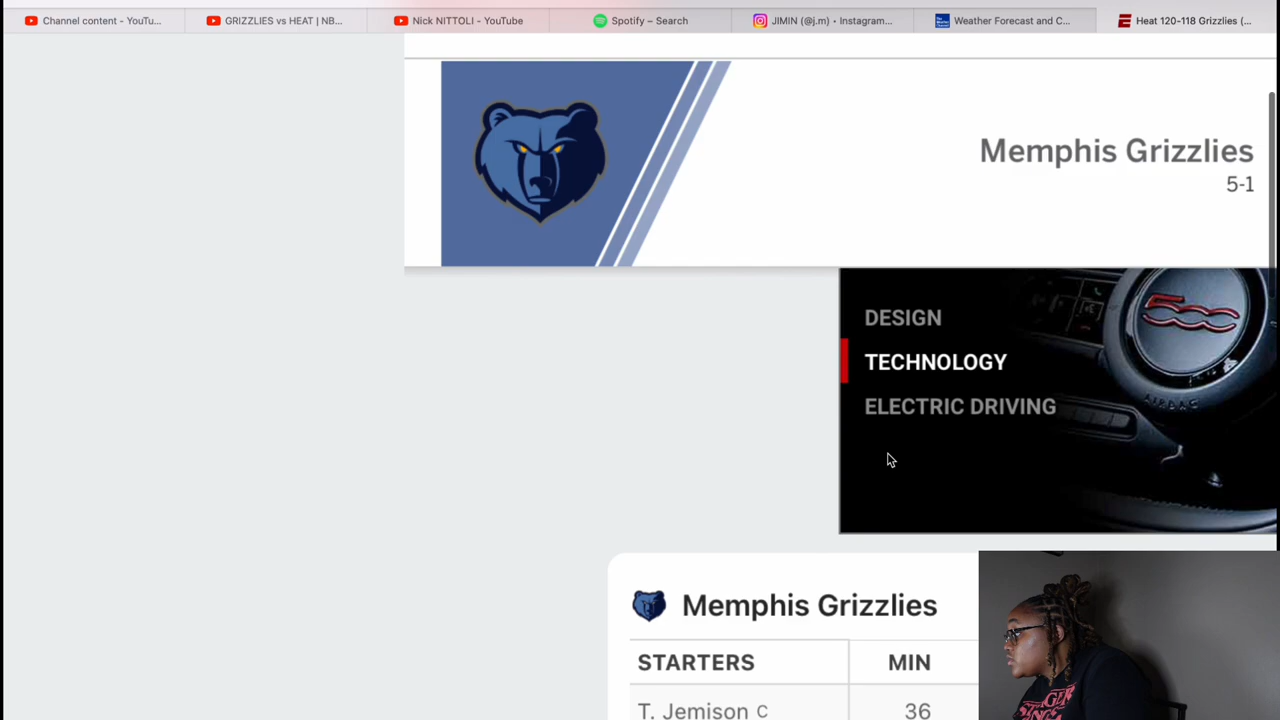 Channel content - YouTu...
GRIZZLIES vs HEAT | NB...
Nick NITTOLI - YouTube
Spotify – Search
JIMIN (@j.m) • Instagram...
Weather Forecast and C...
Heat 120-118 Grizzlies (...
Memphis Grizzlies
5-1
DESIGN
TECHNOLOGY
ELECTRIC DRIVING
500
AIRBAG
Memphis Grizzlies
STARTERS MIN
T. Jemison C 36